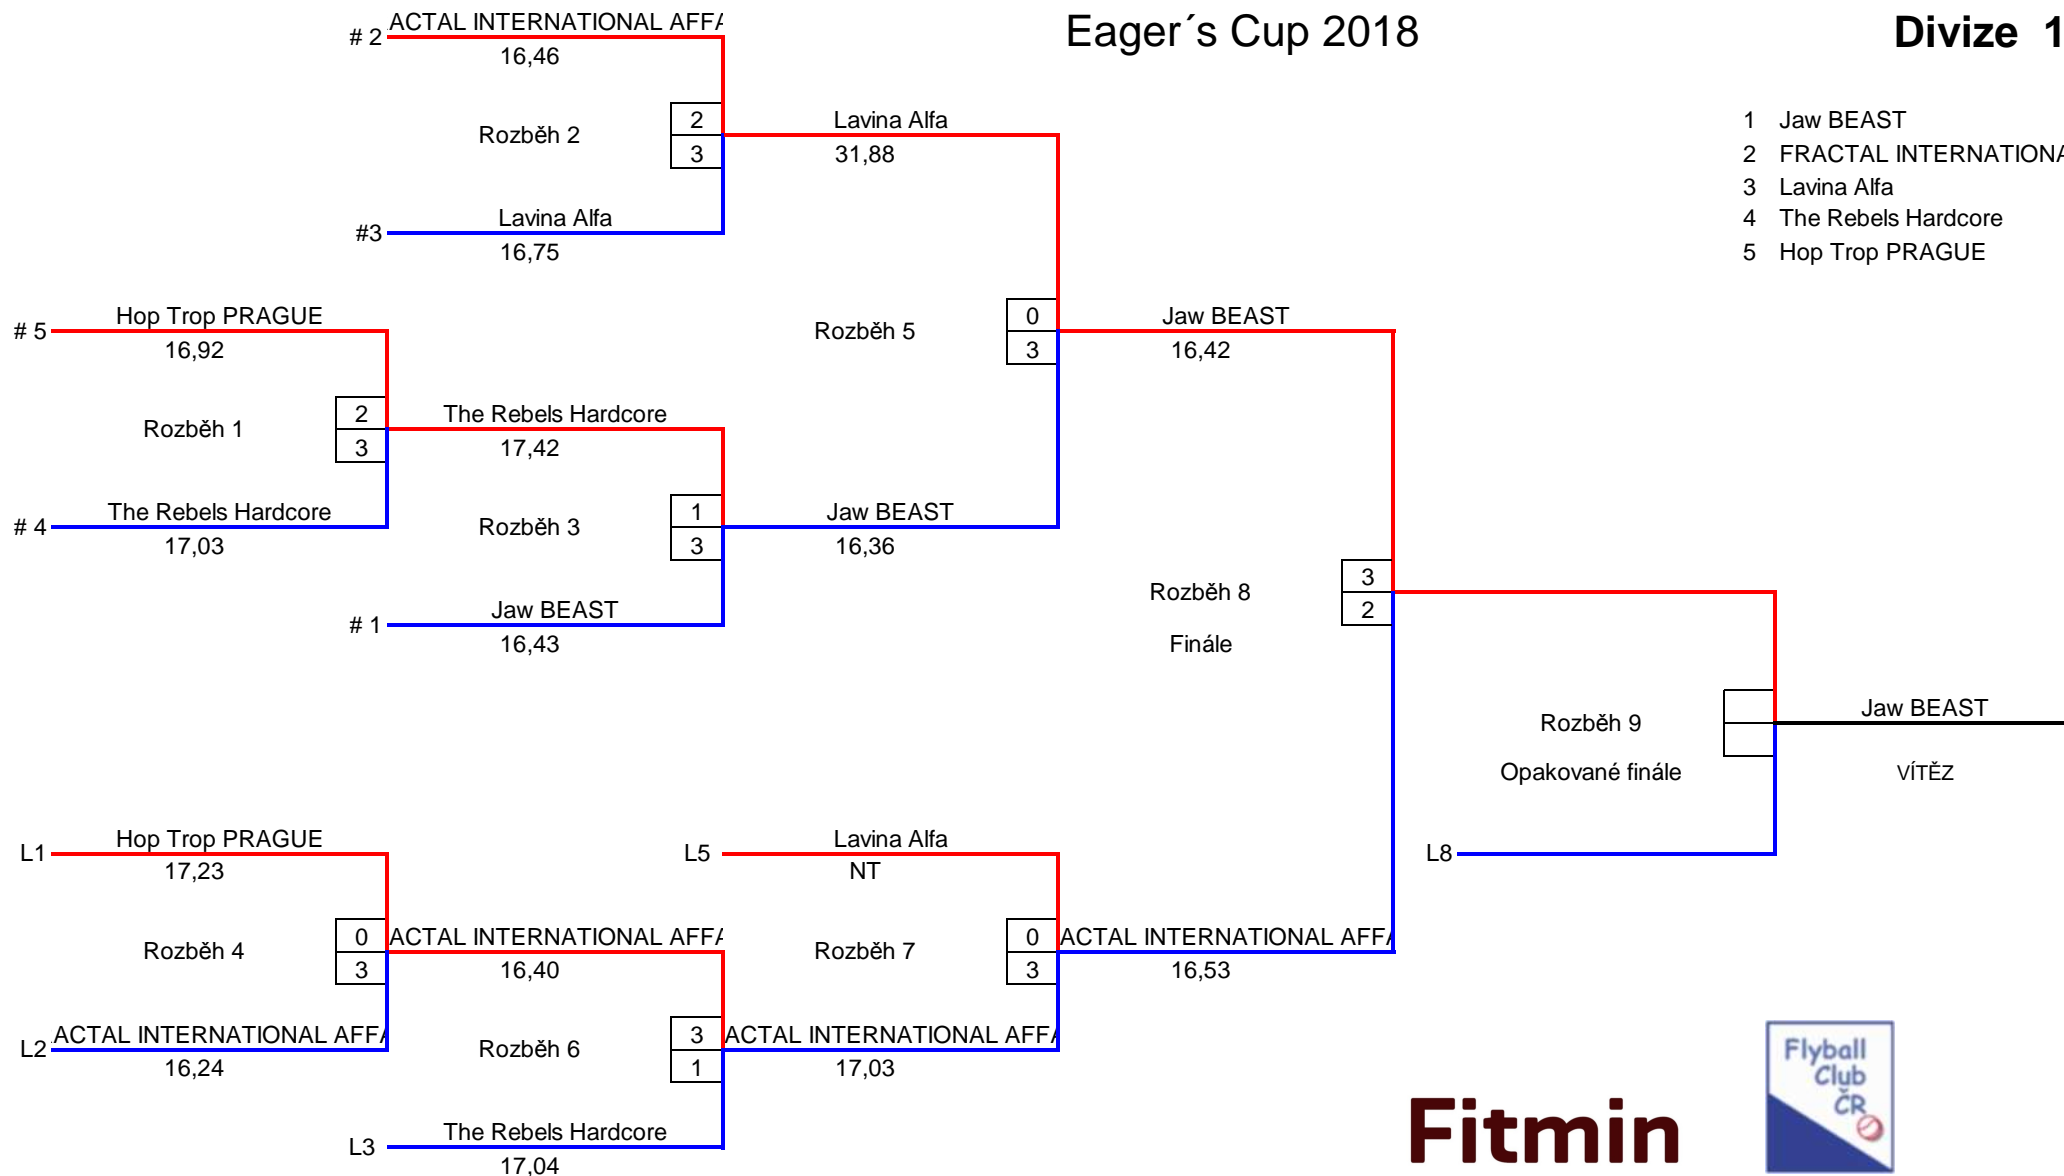 Eager´s Cup 2018
Divize 1
# 2 ACTAL INTERNATIONAL AFFA
16,46
Rozběh 2
2
3
Lavina Alfa
31,88
#3 Lavina Alfa
16,75
1 Jaw BEAST
2 FRACTAL INTERNATIONA
3 Lavina Alfa
4 The Rebels Hardcore
5 Hop Trop PRAGUE
# 5 Hop Trop PRAGUE
16,92
Rozběh 1
2
3
The Rebels Hardcore
17,42
# 4 The Rebels Hardcore
17,03
Rozběh 3
1
3
Jaw BEAST
16,36
# 1 Jaw BEAST
16,43
Rozběh 5
0
3
Jaw BEAST
16,42
Rozběh 8
Finále
3
2
Rozběh 9
Opakované finále
Jaw BEAST
VÍTĚZ
L8
L1 Hop Trop PRAGUE
17,23
Rozběh 4
0
3
ACTAL INTERNATIONAL AFFA
16,40
L2 ACTAL INTERNATIONAL AFFA
16,24
Rozběh 6
3
1
ACTAL INTERNATIONAL AFFA
17,03
L3 The Rebels Hardcore
17,04
L5 Lavina Alfa
NT
Rozběh 7
0
3
ACTAL INTERNATIONAL AFFA
16,53
Fitmin
Flyball
Club
ČR